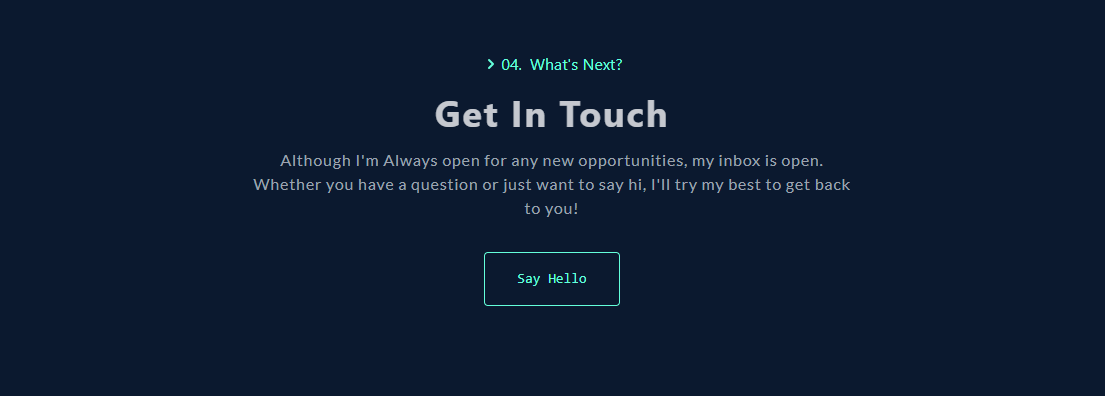 04. What's Next?
Get In Touch
Although I'm Always open for any new opportunities, my inbox is open.
Whether you have a question or just want to say hi, I'll try my best to get back
to you!
Say Hello